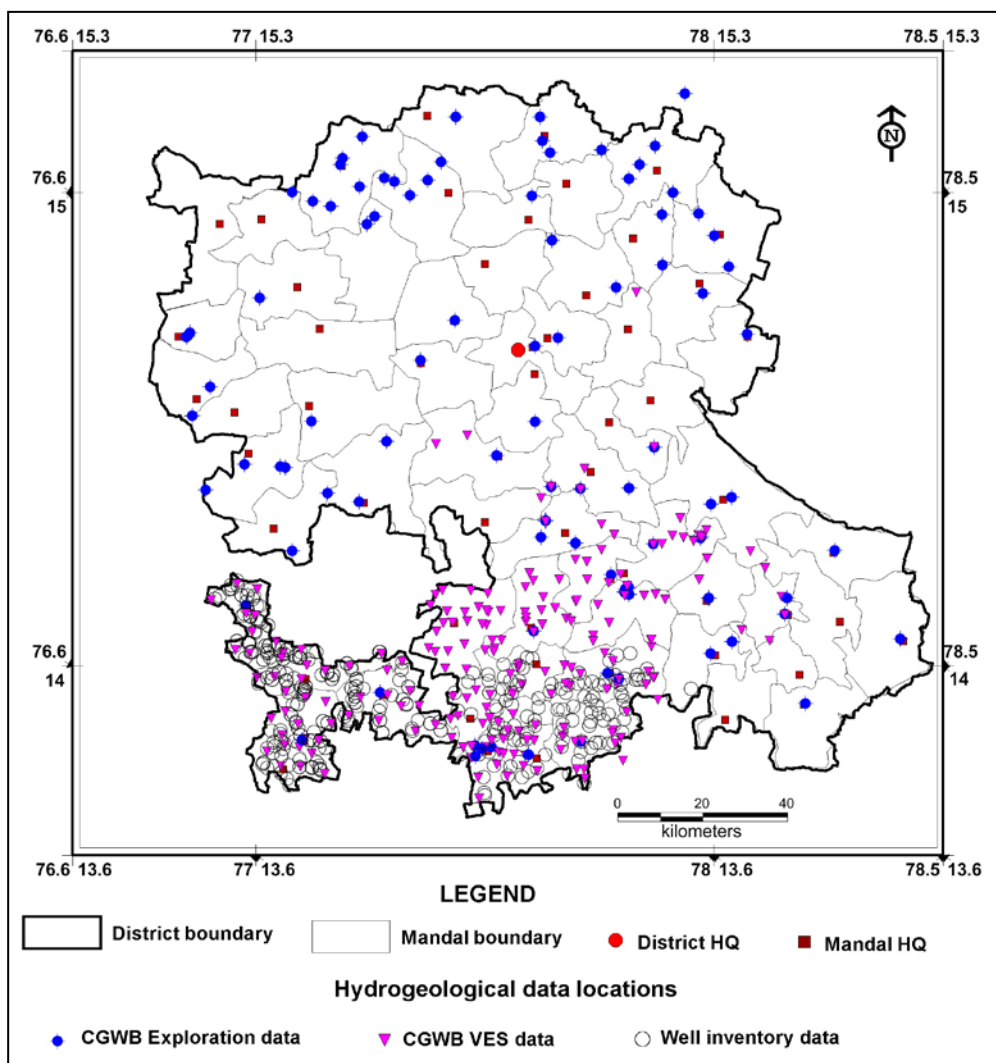 76.6 15.3 77 15.3 78 15.3 78.5 15.3
N
76.6 78.5
15 15
76.6 78.5
14 14
0 20 40
kilometers
76.6 13.6 77 13.6 78 13.6 78.5 13.6
LEGEND
District boundary Mandal boundary District HQ Mandal HQ
Hydrogeological data locations
CGWB Exploration data CGWB VES data Well inventory data